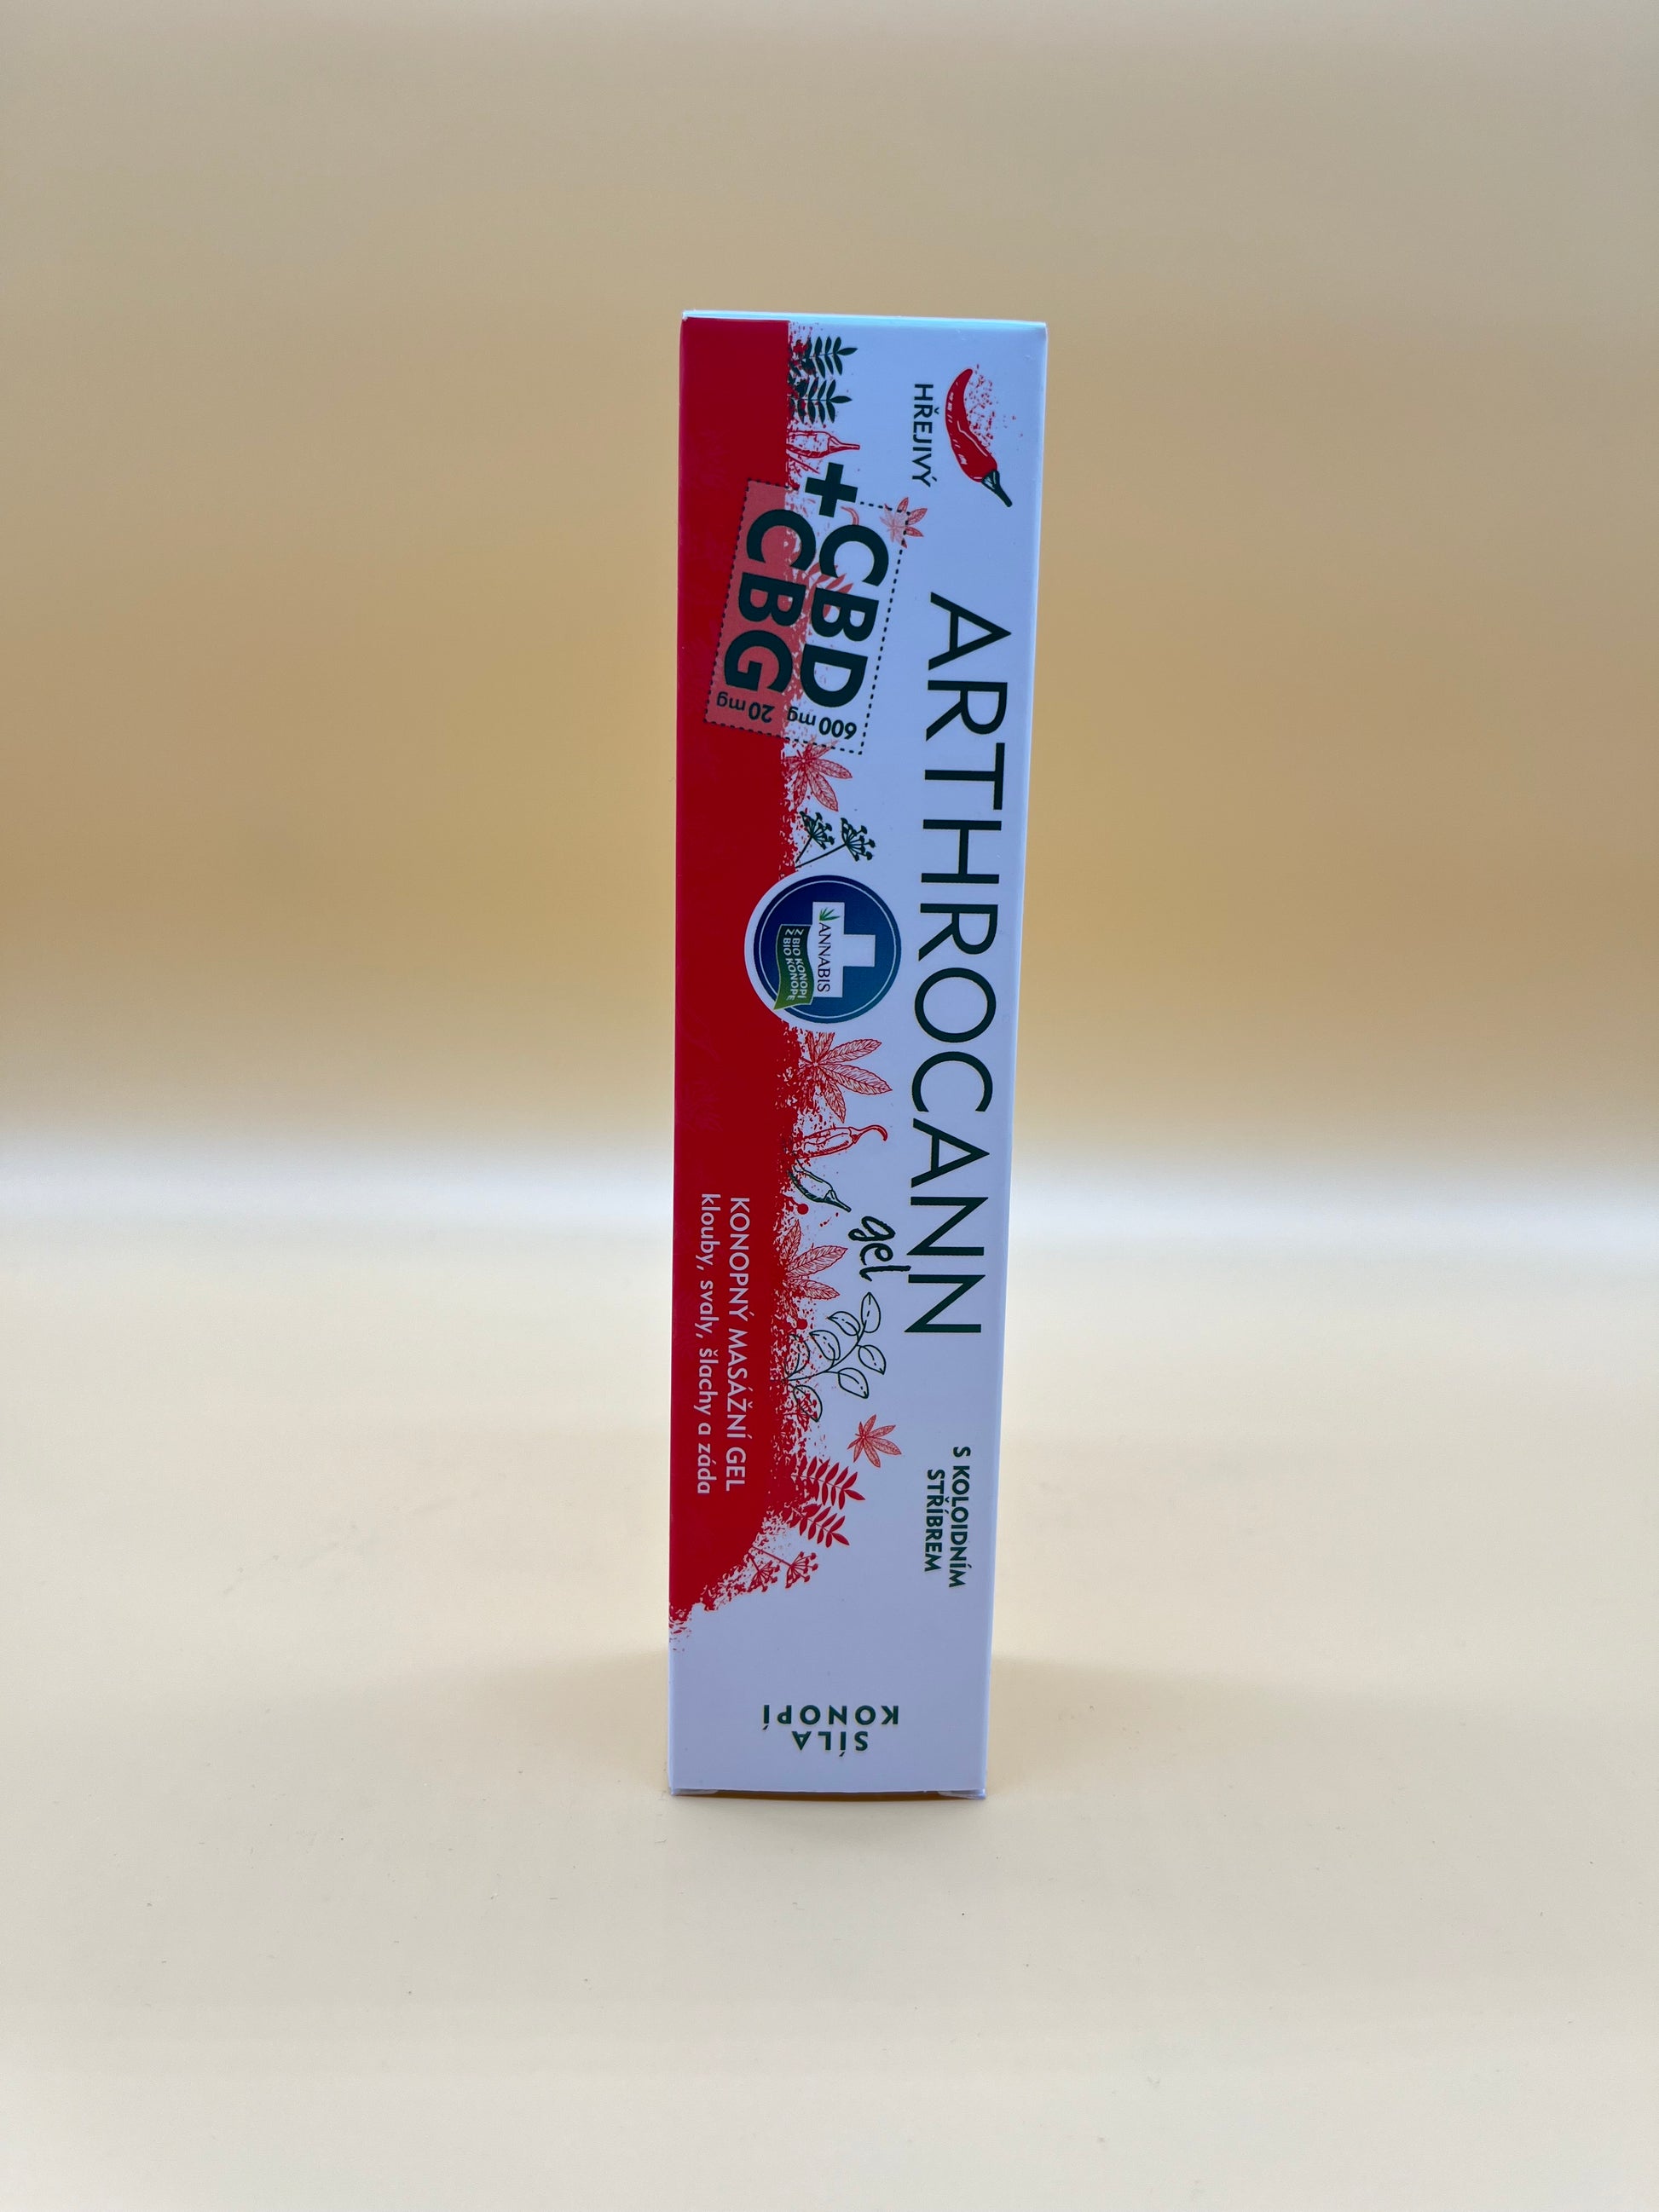 HŘEJIVÝ
ARTHROCANN
gel
S KOLOIDNÍM
STŘÍBREM
+CBD 600 mg
CBG 20 mg
ANNABIS
Z BIO KONOPÍ
Z BIO KONOPE
KONOPNÝ MASÁŽNÍ GEL
klouby, svaly, šlachy a záda
SÍLA
KONOPÍ